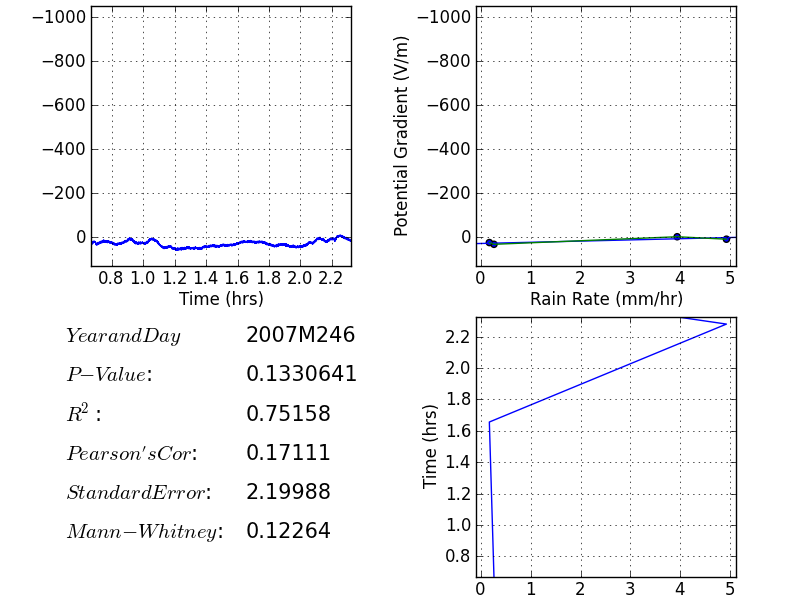 −1000
−800
−600
−400
−200
0
0.8 1.0 1.2 1.4 1.6 1.8 2.0 2.2
Time (hrs)
Potential Gradient (V/m)
−1000
−800
−600
−400
−200
0
0 1 2 3 4 5
Rain Rate (mm/hr)
YearandDay 2007M246
P−Value: 0.1330641
R²: 0.75158
Pearson'sCor: 0.17111
StandardError: 2.19988
Mann−Whitney: 0.12264
Time (hrs)
2.2
2.0
1.8
1.6
1.4
1.2
1.0
0.8
0 1 2 3 4 5